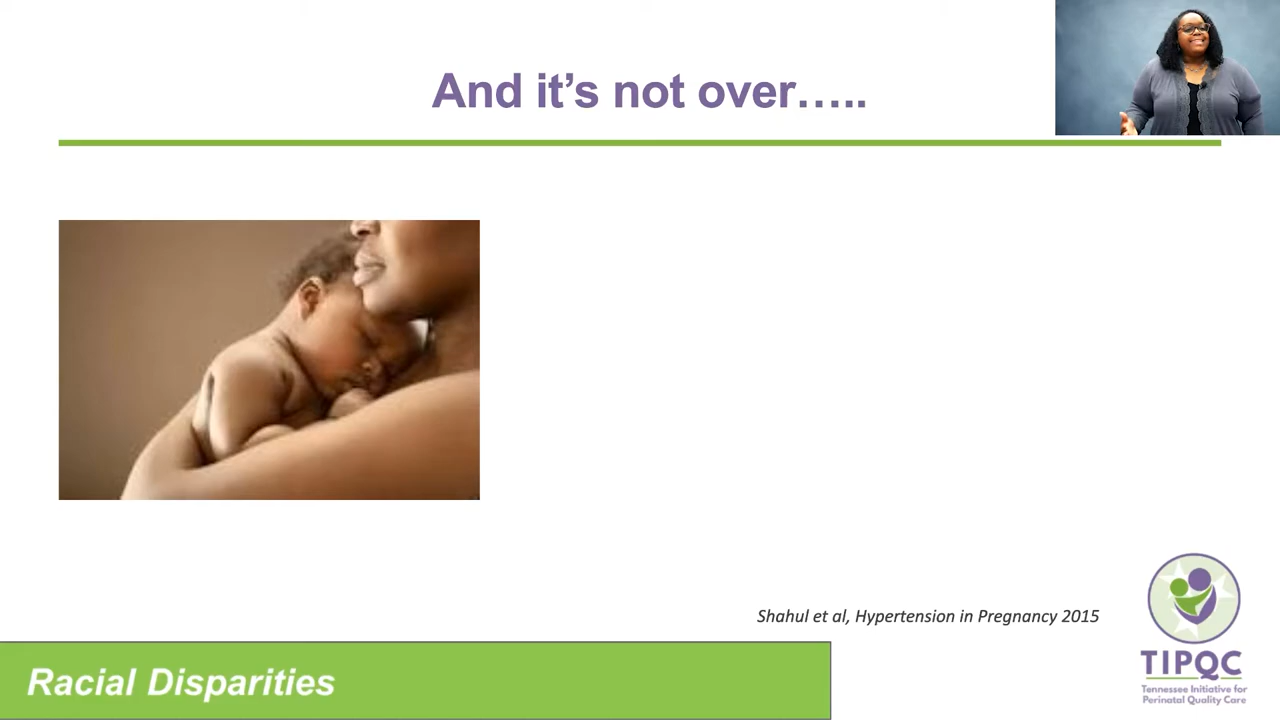 And it’s not over…..
Shahul et al, Hypertension in Pregnancy 2015
Racial Disparities
TIPQC
Tennessee Initiative for
Perinatal Quality Care